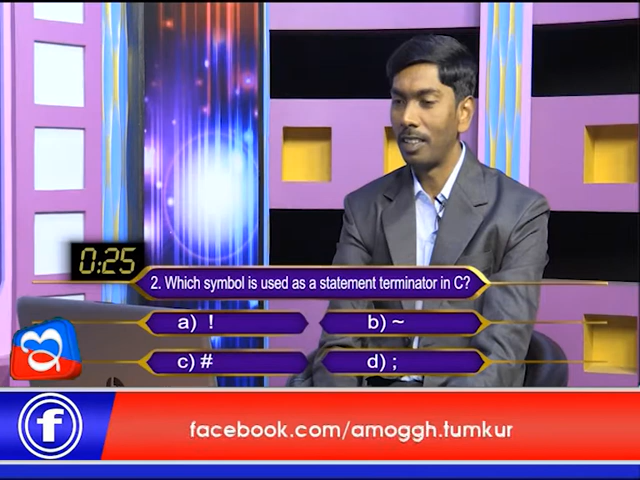 0:25
2. Which symbol is used as a statement terminator in C?
a) !
b) ~
c) #
d) ;
f facebook.com/amoggh.tumkur